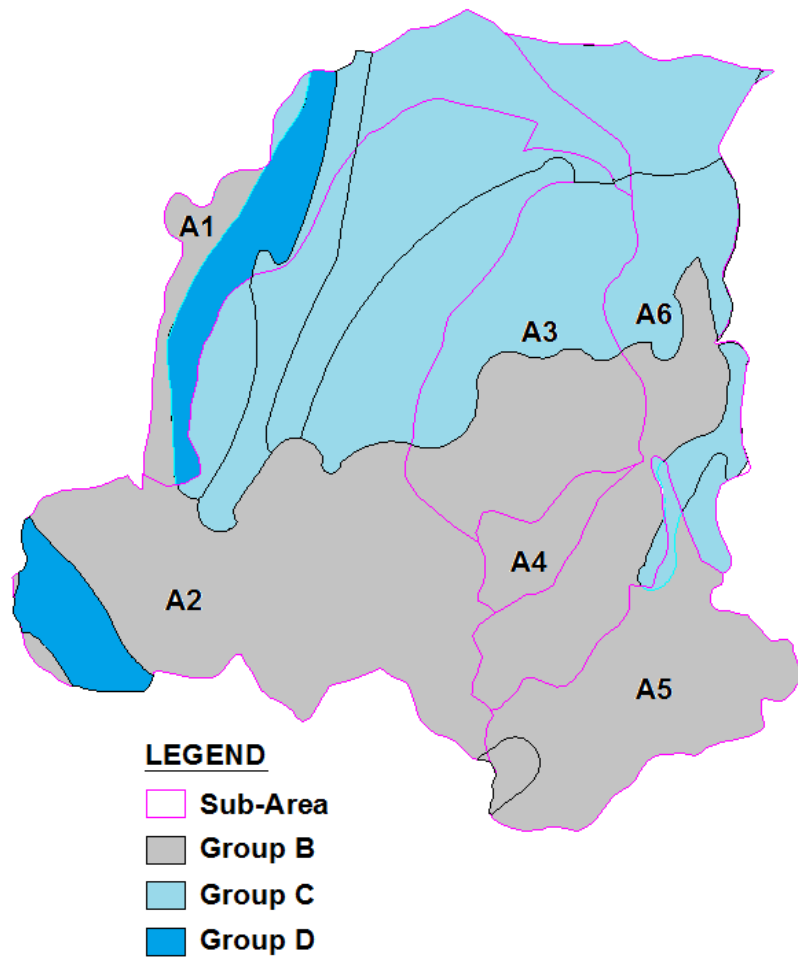 A1
A6
A3
A4
A2
A5
LEGEND
Sub-Area
Group B
Group C
Group D